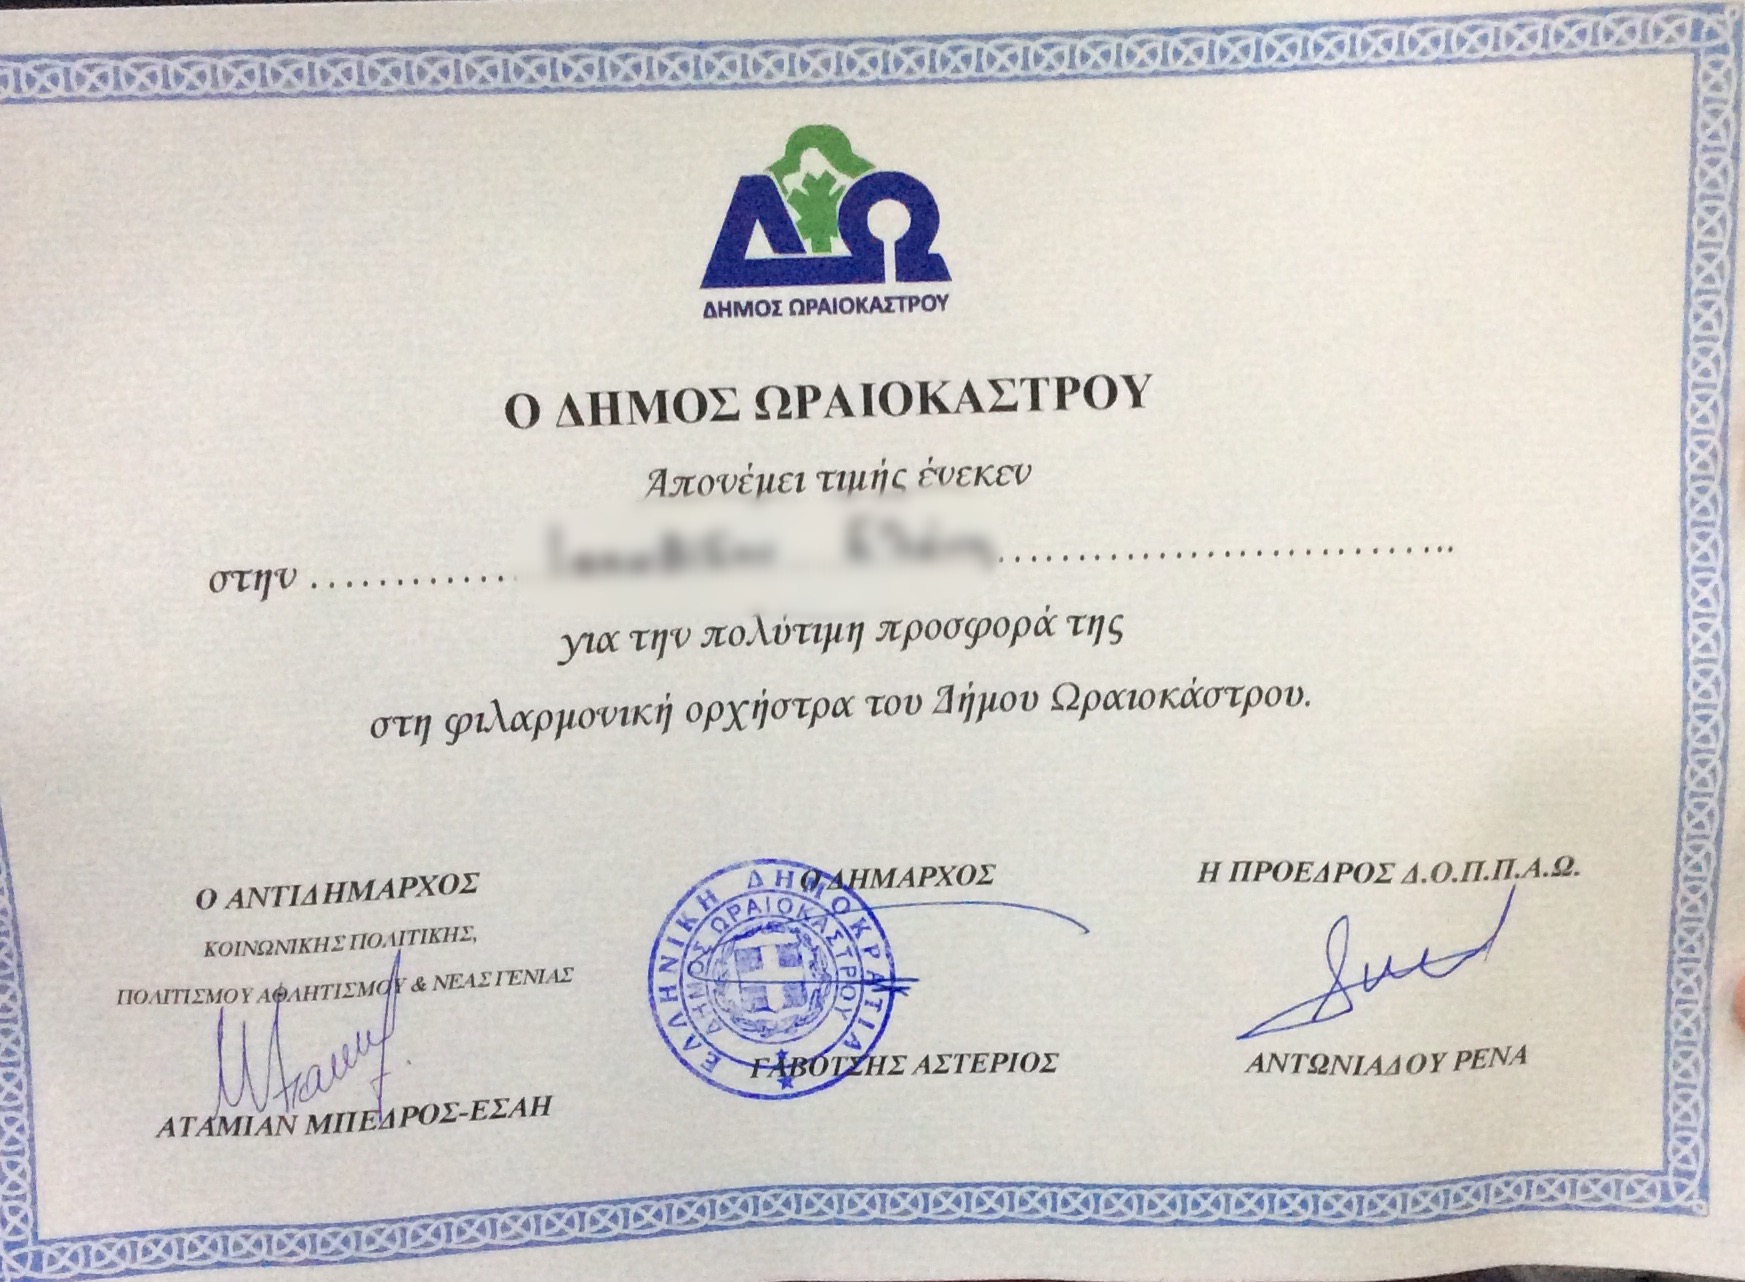 ΔΩ
ΔΗΜΟΣ ΩΡΑΙΟΚΑΣΤΡΟΥ
Ο ΔΗΜΟΣ ΩΡΑΙΟΚΑΣΤΡΟΥ
Απονέμει τιμής ένεκεν
στην
για την πολύτιμη προσφορά της
στη φιλαρμονική ορχήστρα του Δήμου Ωραιοκάστρου.
Ο ΑΝΤΙΔΗΜΑΡΧΟΣ
ΚΟΙΝΩΝΙΚΗΣ ΠΟΛΙΤΙΚΗΣ,
ΠΟΛΙΤΙΣΜΟΥ ΑΘΛΗΤΙΣΜΟΥ & ΝΕΑΣ ΓΕΝΙΑΣ
ΑΤΑΜΙΑΝ ΜΠΕΔΡΟΣ-ΕΣΑΗ
Ο ΔΗΜΑΡΧΟΣ
ΕΛΛΗΝΙΚΗ ΔΗΜΟΚΡΑΤΙΑ
ΔΗΜΟΣ ΩΡΑΙΟΚΑΣΤΡΟΥ
ΓΑΒΟΤΣΗΣ ΑΣΤΕΡΙΟΣ
Η ΠΡΟΕΔΡΟΣ Δ.Ο.Π.Π.Α.Ω.
ΑΝΤΩΝΙΑΔΟΥ ΡΕΝΑ